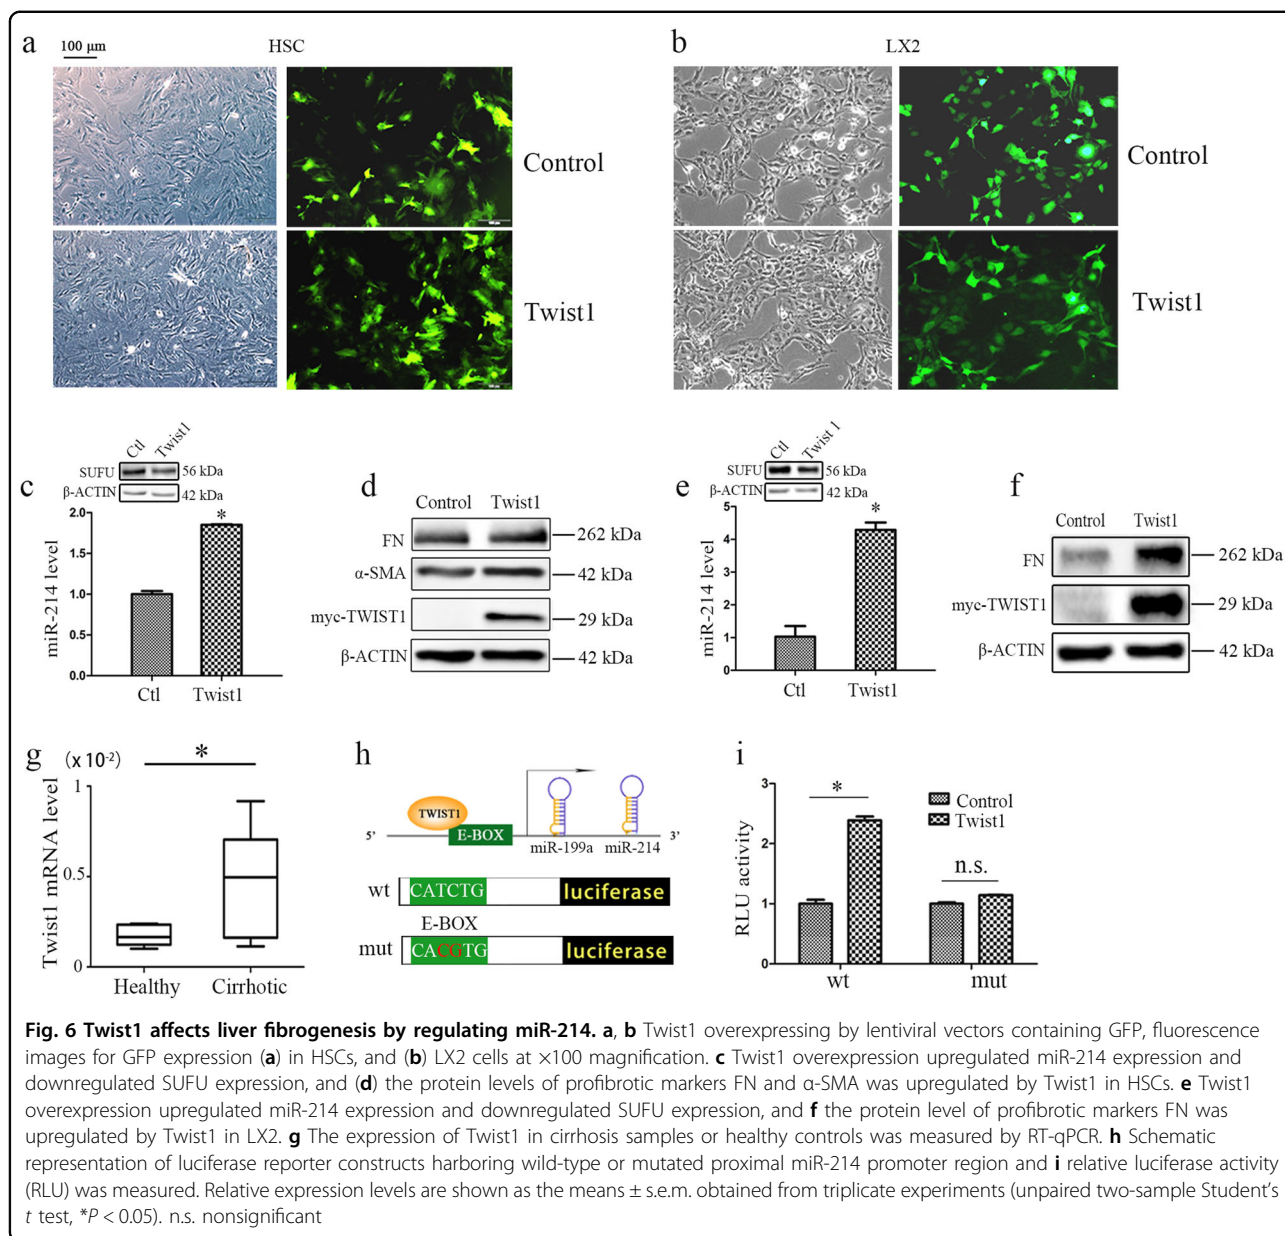 a
100 μm
HSC
Control
Twist1
b
LX2
Control
Twist1
c
Ctl
Twist1
SUFU
56 kDa
β-ACTIN
42 kDa
miR-214 level
2.0
1.5
1.0
0.5
0.0
*
Ctl
Twist1
d
Control Twist1
FN
262 kDa
α-SMA
42 kDa
myc-TWIST1
29 kDa
β-ACTIN
42 kDa
e
Ctl
Twist 1
SUFU
56 kDa
β-ACTIN
42 kDa
miR-214 level
5
4
3
2
1
0
*
Ctl
Twist1
f
Control Twist1
FN
262 kDa
myc-TWIST1
29 kDa
β-ACTIN
42 kDa
g
(x 10-2)
Twist1 mRNA level
1
0.5
0
*
Healthy
Cirrhotic
h
TWIST1
E-BOX
5'
3'
miR-199a
miR-214
wt
CATCTG
luciferase
E-BOX
mut
CACGTG
luciferase
i
RLU activity
3
2
1
0
*
n.s.
Control
Twist1
wt
mut
Fig. 6 Twist1 affects liver fibrogenesis by regulating miR-214. a, b Twist1 overexpressing by lentiviral vectors containing GFP, fluorescence
images for GFP expression (a) in HSCs, and (b) LX2 cells at ×100 magnification. c Twist1 overexpression upregulated miR-214 expression and
downregulated SUFU expression, and (d) the protein levels of profibrotic markers FN and α-SMA was upregulated by Twist1 in HSCs. e Twist1
overexpression upregulated miR-214 expression and downregulated SUFU expression, and f the protein level of profibrotic markers FN was
upregulated by Twist1 in LX2. g The expression of Twist1 in cirrhosis samples or healthy controls was measured by RT-qPCR. h Schematic
representation of luciferase reporter constructs harboring wild-type or mutated proximal miR-214 promoter region and i relative luciferase activity
(RLU) was measured. Relative expression levels are shown as the means ± s.e.m. obtained from triplicate experiments (unpaired two-sample Student's
t test, *P < 0.05). n.s. nonsignificant